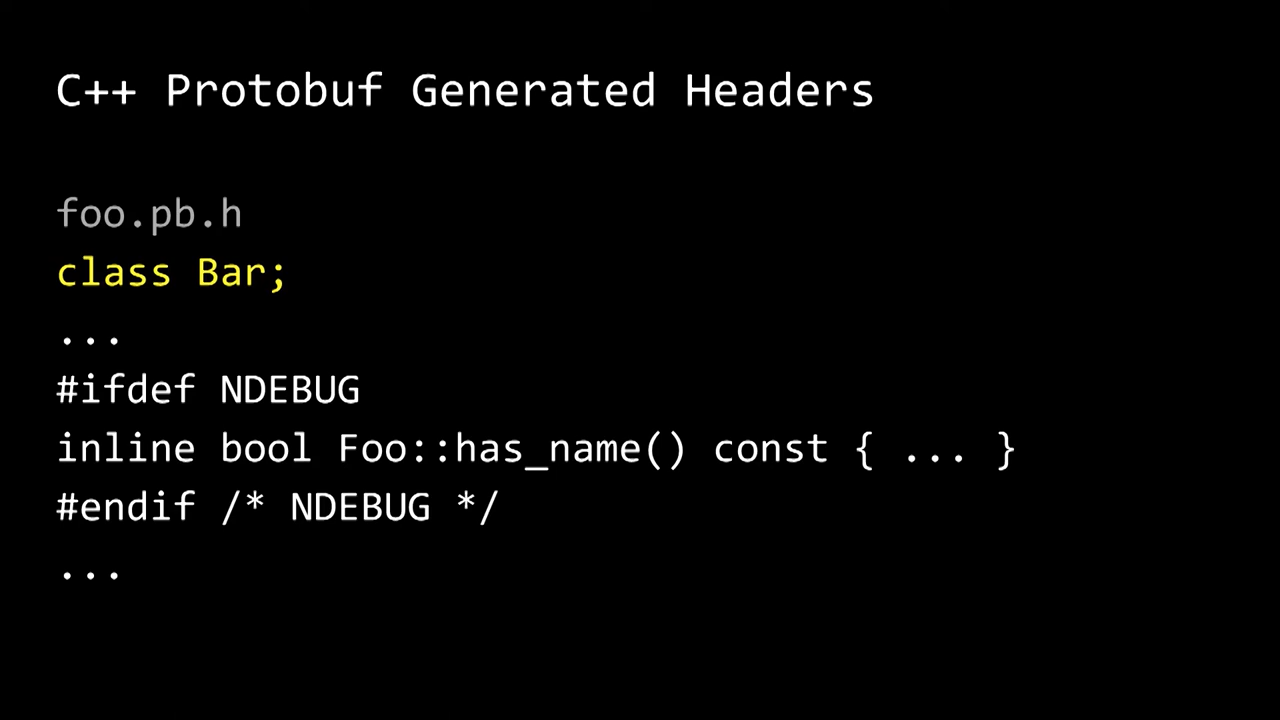 C++ Protobuf Generated Headers
foo.pb.h
class Bar;
...
#ifdef NDEBUG
inline bool Foo::has_name() const { ... }
#endif /* NDEBUG */
...